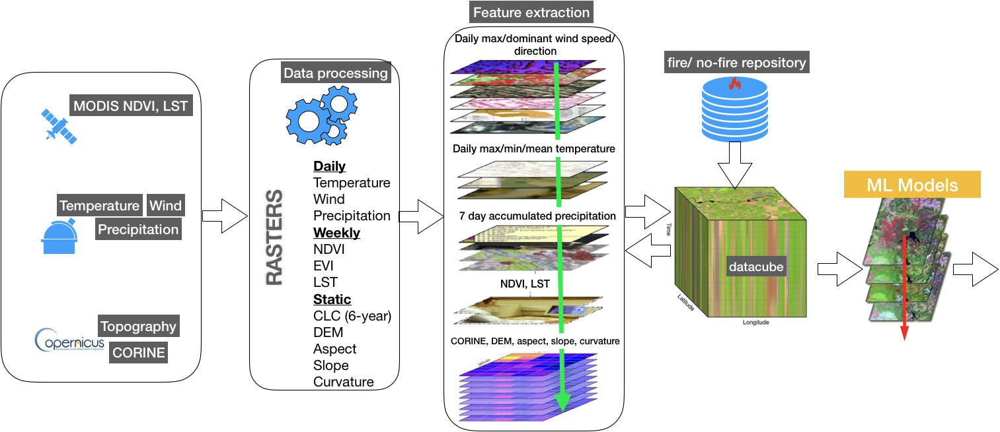 MODIS NDVI, LST
Temperature
Wind
Precipitation
Copernicus
Topography
CORINE
Data processing
RASTERS
Daily
Temperature
Wind
Precipitation
Weekly
NDVI
EVI
LST
Static
CLC (6-year)
DEM
Aspect
Slope
Curvature
Feature extraction
Daily max/dominant wind speed/
direction
Daily max/min/mean temperature
7 day accumulated precipitation
NDVI, LST
CORINE, DEM, aspect, slope, curvature
latitude
fire/ no-fire repository
Time
datacube
Latitude
Longitude
ML Models